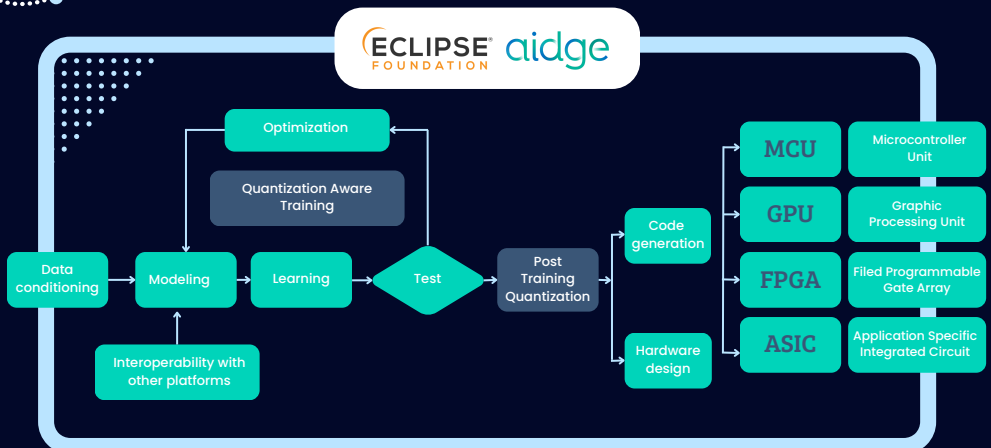 ECLIPSE®
FOUNDATION
aidge
Optimization
Quantization Aware
Training
Data
conditioning
Modeling
Learning
Test
Interoperability with
other platforms
Post
Training
Quantization
Code
generation
Hardware
design
MCU
Microcontroller
Unit
GPU
Graphic
Processing Unit
FPGA
Filed Programmable
Gate Array
ASIC
Application Specific
Integrated Circuit